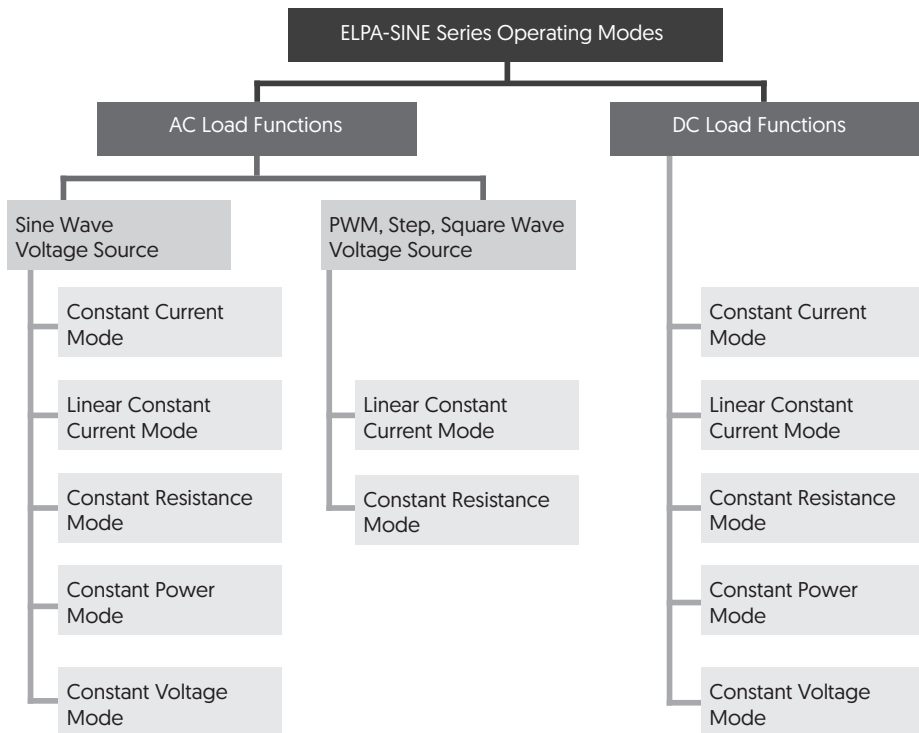 ELPA-SINE Series Operating Modes
AC Load Functions
DC Load Functions
Sine Wave
Voltage Source
PWM, Step, Square Wave
Voltage Source
Constant Current
Mode
Linear Constant
Current Mode
Constant Resistance
Mode
Constant Power
Mode
Constant Voltage
Mode
Linear Constant
Current Mode
Constant Resistance
Mode
Constant Current
Mode
Linear Constant
Current Mode
Constant Resistance
Mode
Constant Power
Mode
Constant Voltage
Mode